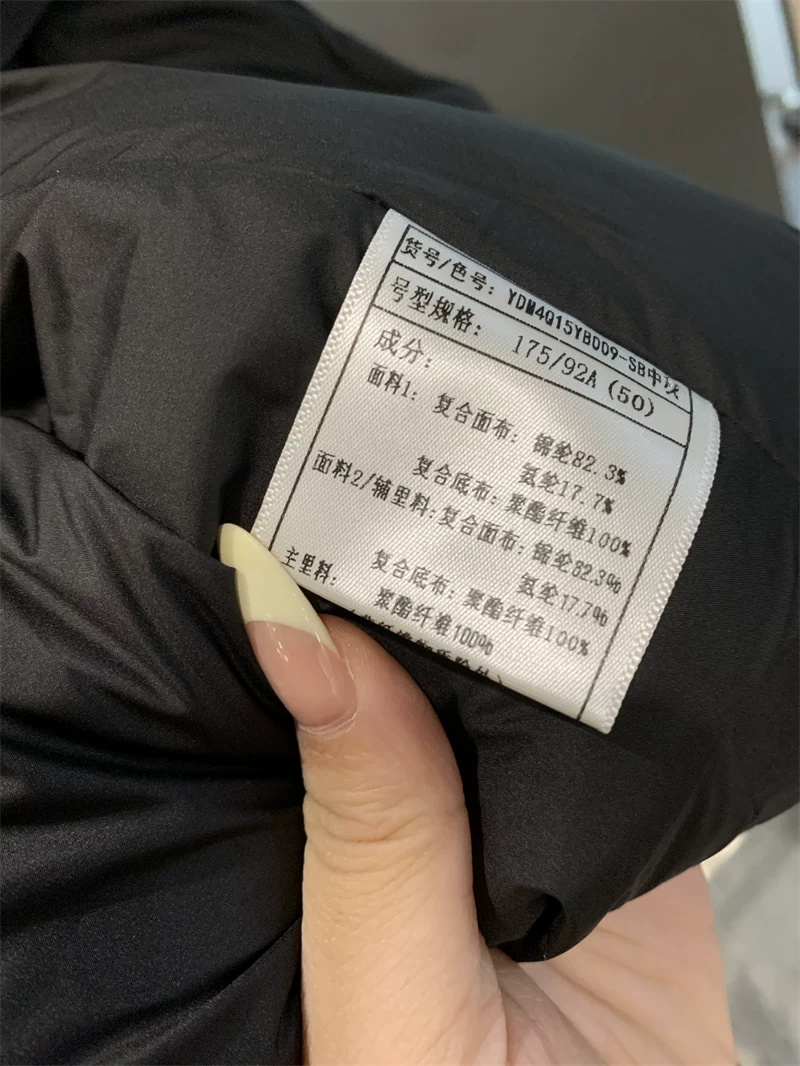 货号/色号：YDM4Q15YB009-SB中汉
号型规格： 175/92A (50)
成分：
面料1： 复合面布：锦纶82.3%
氨纶17.7%
复合底布：聚酯纤维100%
面料2/辅里料：复合面布：锦纶82.3%
氨纶17.7%
复合底布：聚酯纤维100%
主里料： 聚酯纤维100%